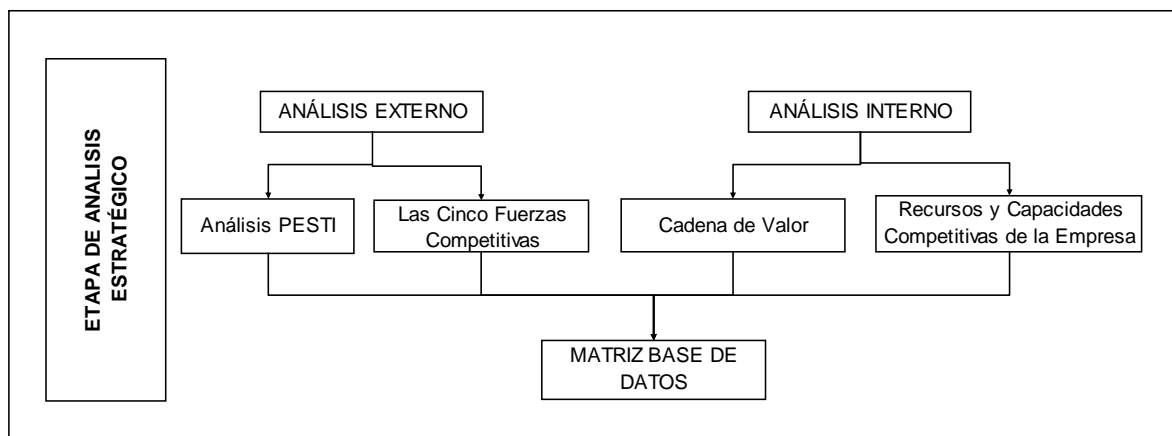 ETAPA DE ANALISIS
ESTRATÉGICO
ANÁLISIS EXTERNO
ANÁLISIS INTERNO
Análisis PESTI
Las Cinco Fuerzas
Competitivas
Cadena de Valor
Recursos y Capacidades
Competitivas de la Empresa
MATRIZ BASE DE
DATOS